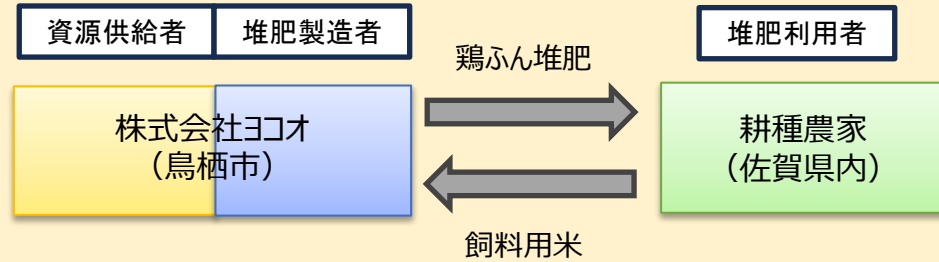 資源供給者
堆肥製造者
堆肥利用者
鶏ふん堆肥
株式会社ヨコオ
（鳥栖市）
耕種農家
（佐賀県内）
飼料用米